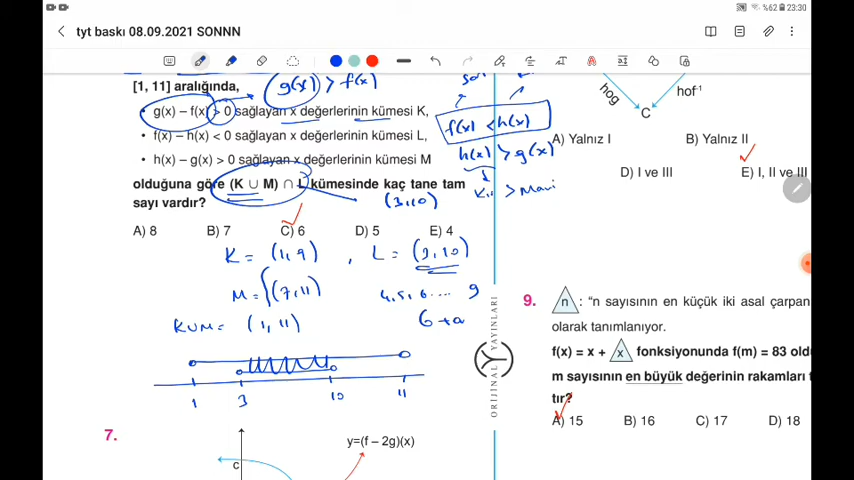 %62 23:30
tyt baskı 08.09.2021 SONNN
[1, 11] aralığında,
g(x) > f(x)
• g(x) – f(x) > 0 sağlayan x değerlerinin kümesi K,
• f(x) – h(x) < 0 sağlayan x değerlerinin kümesi L,
• h(x) – g(x) > 0 sağlayan x değerlerinin kümesi M
olduğuna göre (K ∪ M) ∩ L kümesinde kaç tane tam
sayı vardır?
(3,10)
A) 8 B) 7 C) 6 D) 5 E) 4
K = (1,9) , L = (3,10)
M = (7,11) 4,5,6.... 9
K∪M = (1,11) 6 tane
1 3 10 11
f(x) < h(x)
h(x) > g(x)
> Mavi
7.
y=(f – 2g)(x)
c
hog hof-1
C
A) Yalnız I B) Yalnız II
D) I ve III E) I, II ve III
ORİJİNAL YAYINLARI
9. n : “n sayısının en küçük iki asal çarpan
olarak tanımlanıyor.
f(x) = x + x fonksiyonunda f(m) = 83
m sayısının en büyük değerinin rakamları
tır?
A) 15 B) 16 C) 17 D) 18